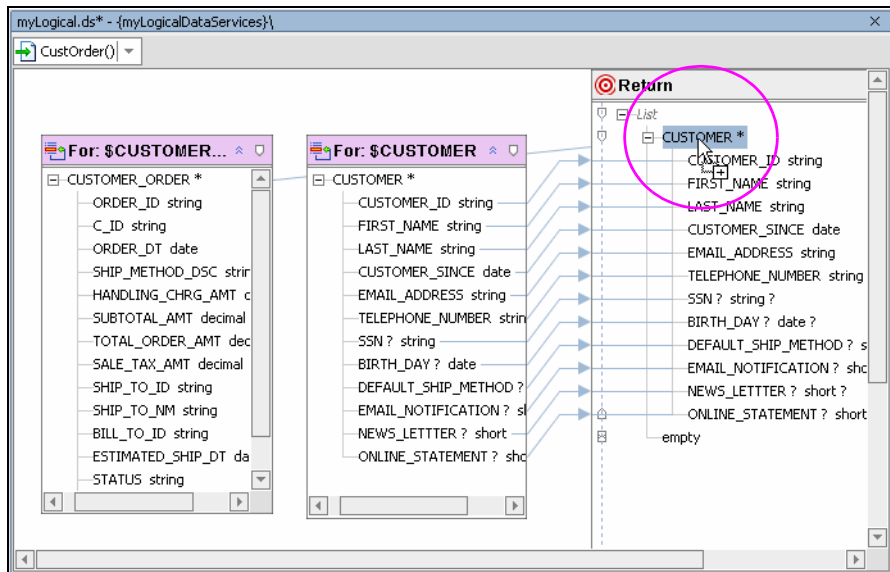 myLogical.ds* - {myLogicalDataServices}\
CustOrder()
For: $CUSTOMER...
CUSTOMER_ORDER *
ORDER_ID string
C_ID string
ORDER_DT date
SHIP_METHOD_DSC strir
HANDLING_CHRG_AMT c
SUBTOTAL_AMT decimal
TOTAL_ORDER_AMT dec
SALE_TAX_AMT decimal
SHIP_TO_ID string
SHIP_TO_NM string
BILL_TO_ID string
ESTIMATED_SHIP_DT da
STATUS string
For: $CUSTOMER
CUSTOMER *
CUSTOMER_ID string
FIRST_NAME string
LAST_NAME string
CUSTOMER_SINCE date
EMAIL_ADDRESS string
TELEPHONE_NUMBER strin
SSN ? string
BIRTH_DAY ? date
DEFAULT_SHIP_METHOD ?
EMAIL_NOTIFICATION ? sl
NEWS_LETTTER ? short
ONLINE_STATEMENT ? sho
Return
List
CUSTOMER *
CUSTOMER_ID string
FIRST_NAME string
LAST_NAME string
CUSTOMER_SINCE date
EMAIL_ADDRESS string
TELEPHONE_NUMBER string
SSN ? string ?
BIRTH_DAY ? date ?
DEFAULT_SHIP_METHOD ? s
EMAIL_NOTIFICATION ? sho
NEWS_LETTTER ? short ?
ONLINE_STATEMENT ? short
empty